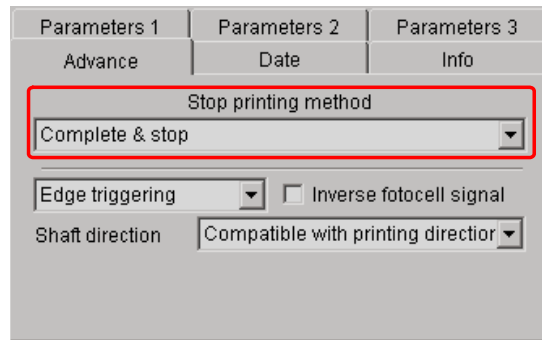 Parameters 1 Parameters 2 Parameters 3
Advance Date Info
Stop printing method
Complete & stop
Edge triggering Inverse fotocell signal
Shaft direction Compatible with printing direction